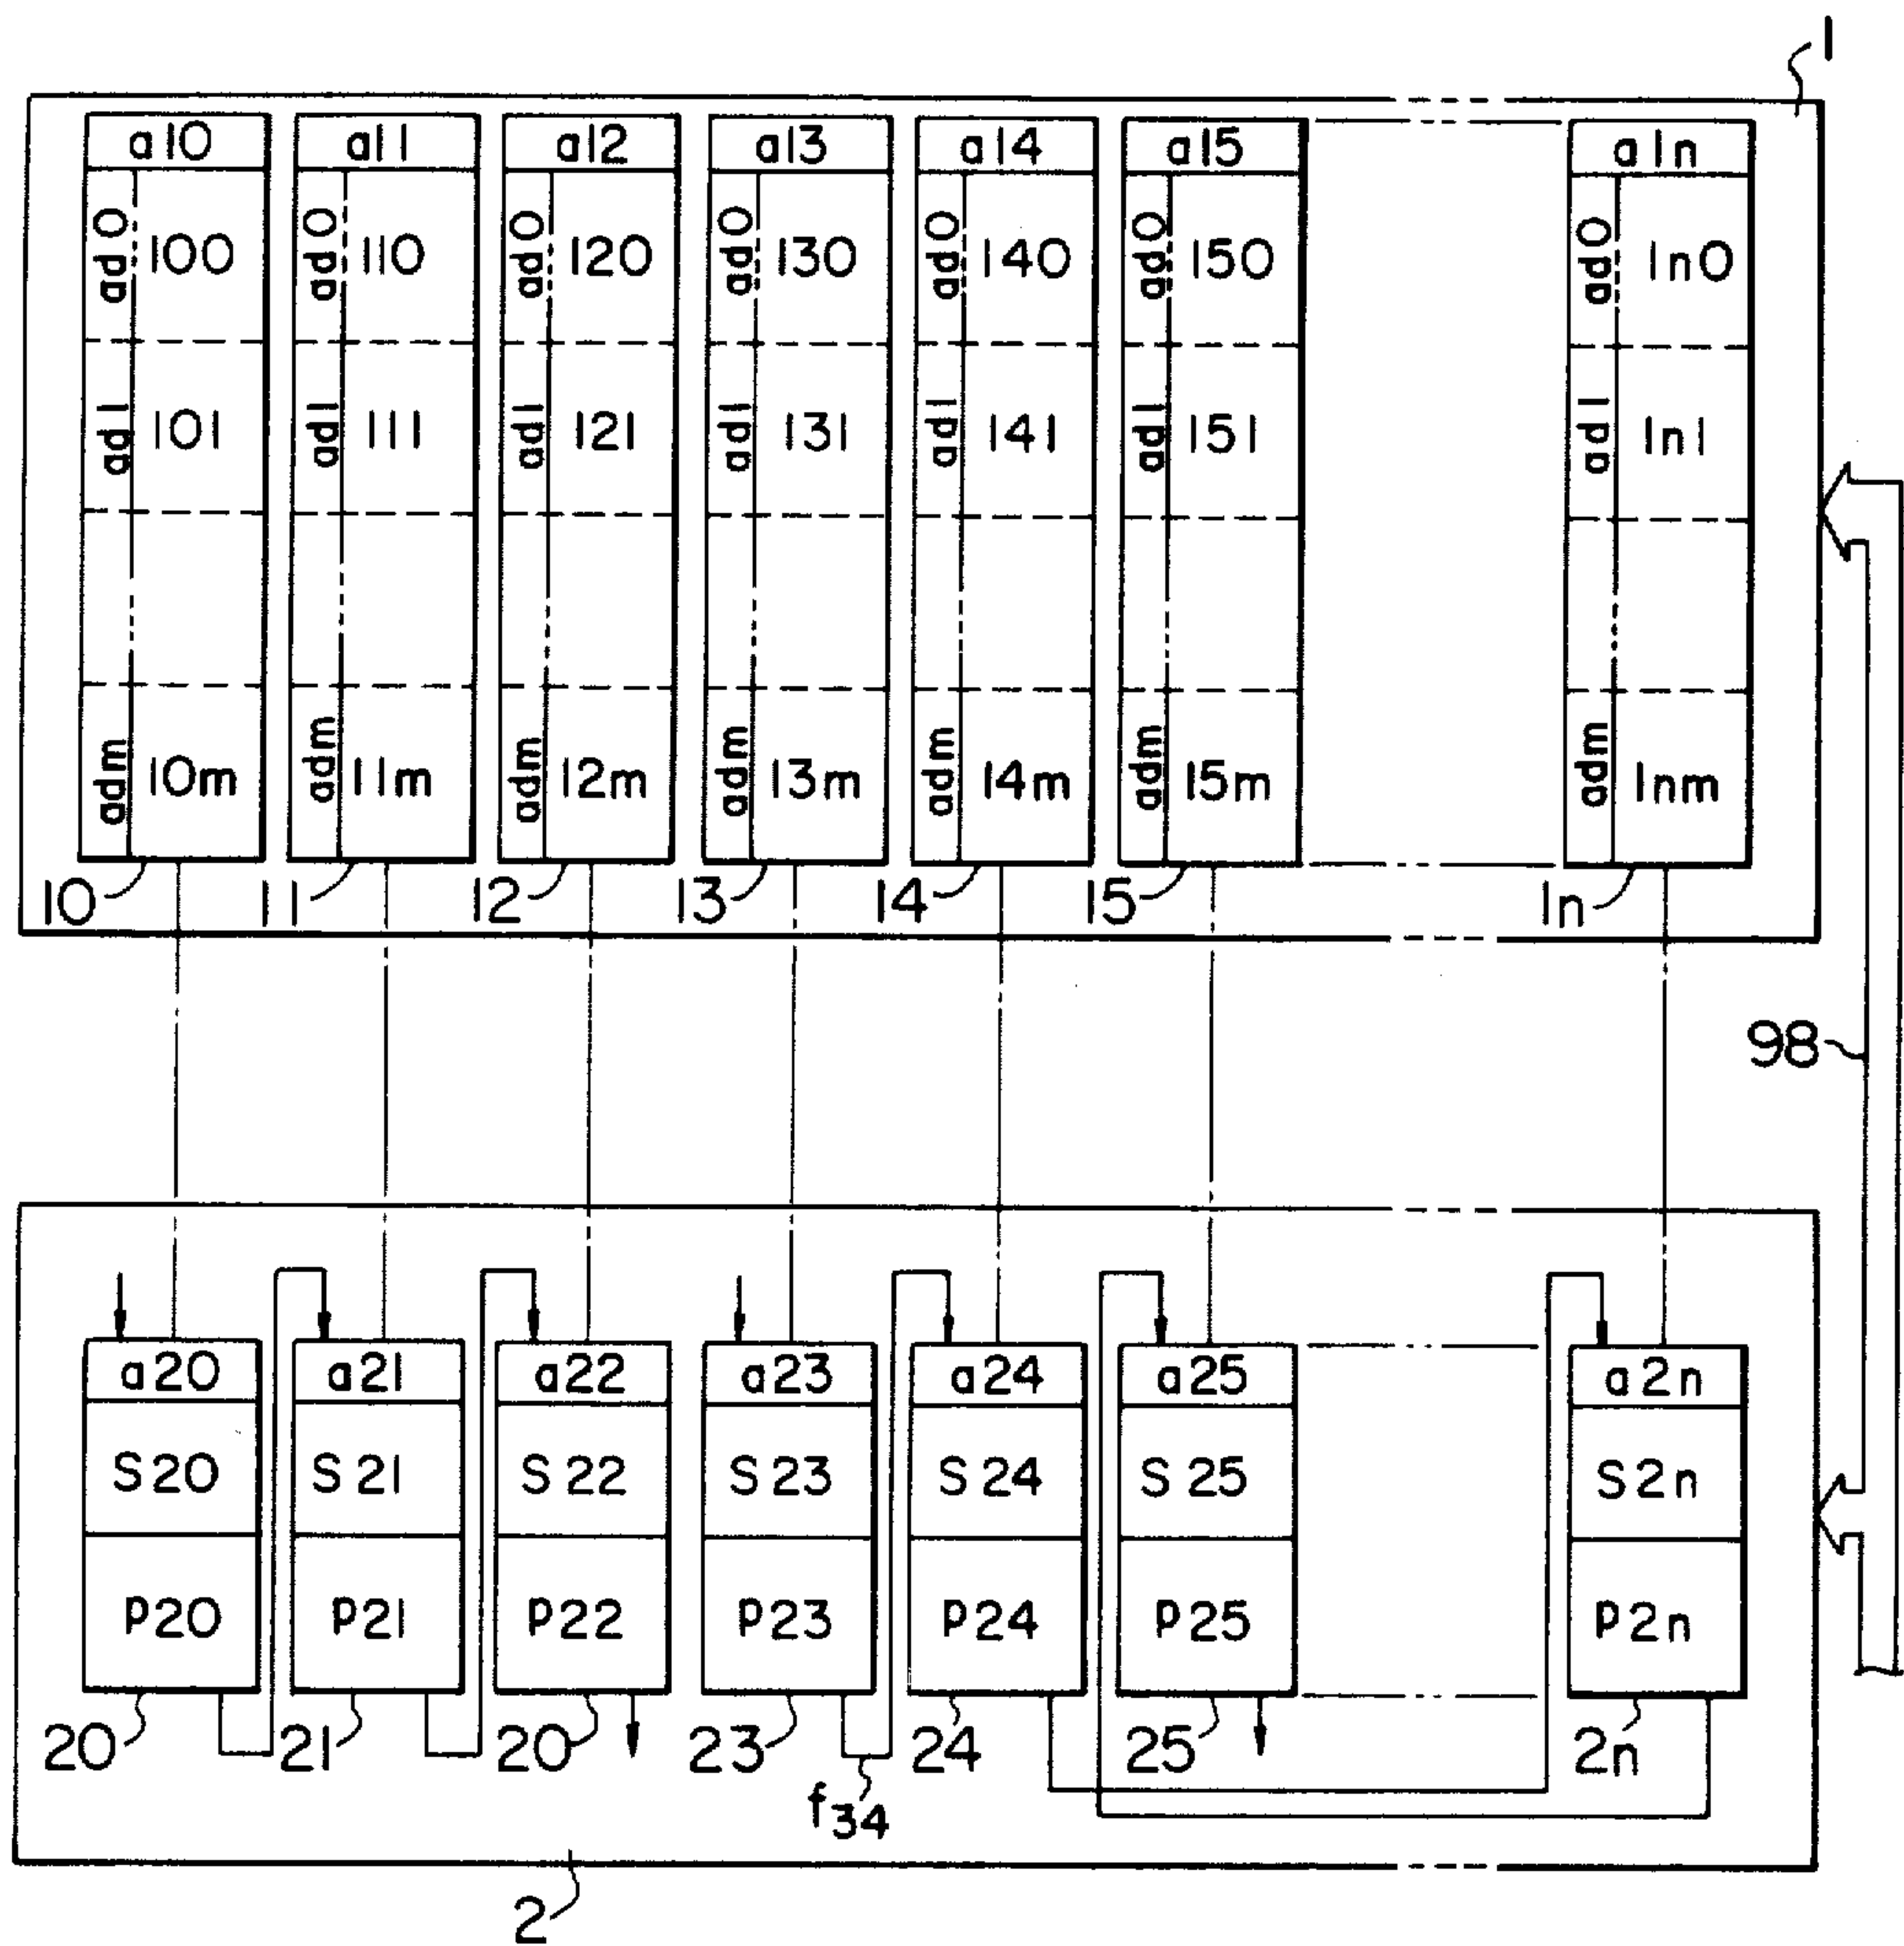 1
a10 a11 a12 a13 a14 a15 a1n
ad0 100 ad0 110 ad0 120 ad0 130 ad0 140 ad0 150 ad0 1n0
ad1 101 ad1 111 ad1 121 ad1 131 ad1 141 ad1 151 ad1 1n1
adm 10m adm 11m adm 12m adm 13m adm 14m adm 15m adm 1nm
10 11 12 13 14 15 1n
98
a20 a21 a22 a23 a24 a25 a2n
S20 S21 S22 S23 S24 S25 S2n
P20 P21 P22 P23 P24 P25 P2n
20 21 20 23 24 25 2n
f34
2